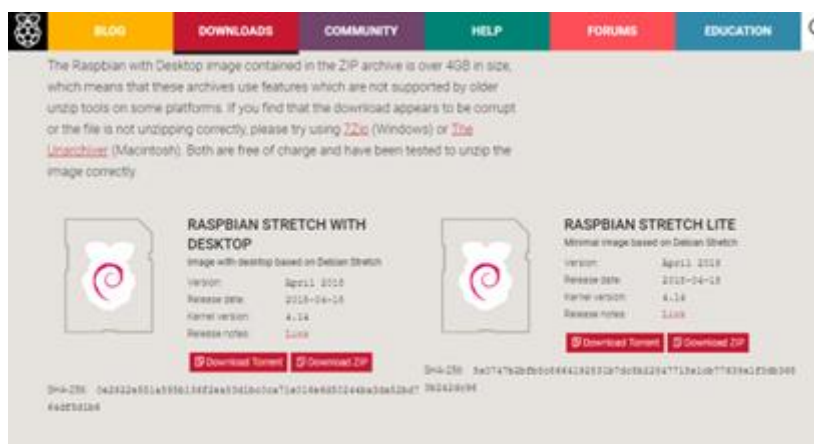 BLOG DOWNLOADS COMMUNITY HELP FORUMS EDUCATION
The Raspbian with Desktop image contained in the ZIP archive is over 4GB in size,
which means that these archives use features which are not supported by older
unzip tools on some platforms. If you find that the download appears to be corrupt
or the file is not unzipping correctly, please try using 7Zip (Windows) or The
Unarchiver (Macintosh). Both are free of charge and have been tested to unzip the
image correctly.
RASPBIAN STRETCH WITH
DESKTOP
Image with desktop based on Debian Stretch
Version: April 2018
Release date: 2018-04-18
Kernel version: 4.14
Release notes: Link
Download Torrent Download ZIP
SHA-256:
RASPBIAN STRETCH LITE
Minimal image based on Debian Stretch
Version: April 2018
Release date: 2018-04-18
Kernel version: 4.14
Release notes: Link
Download Torrent Download ZIP
SHA-256: